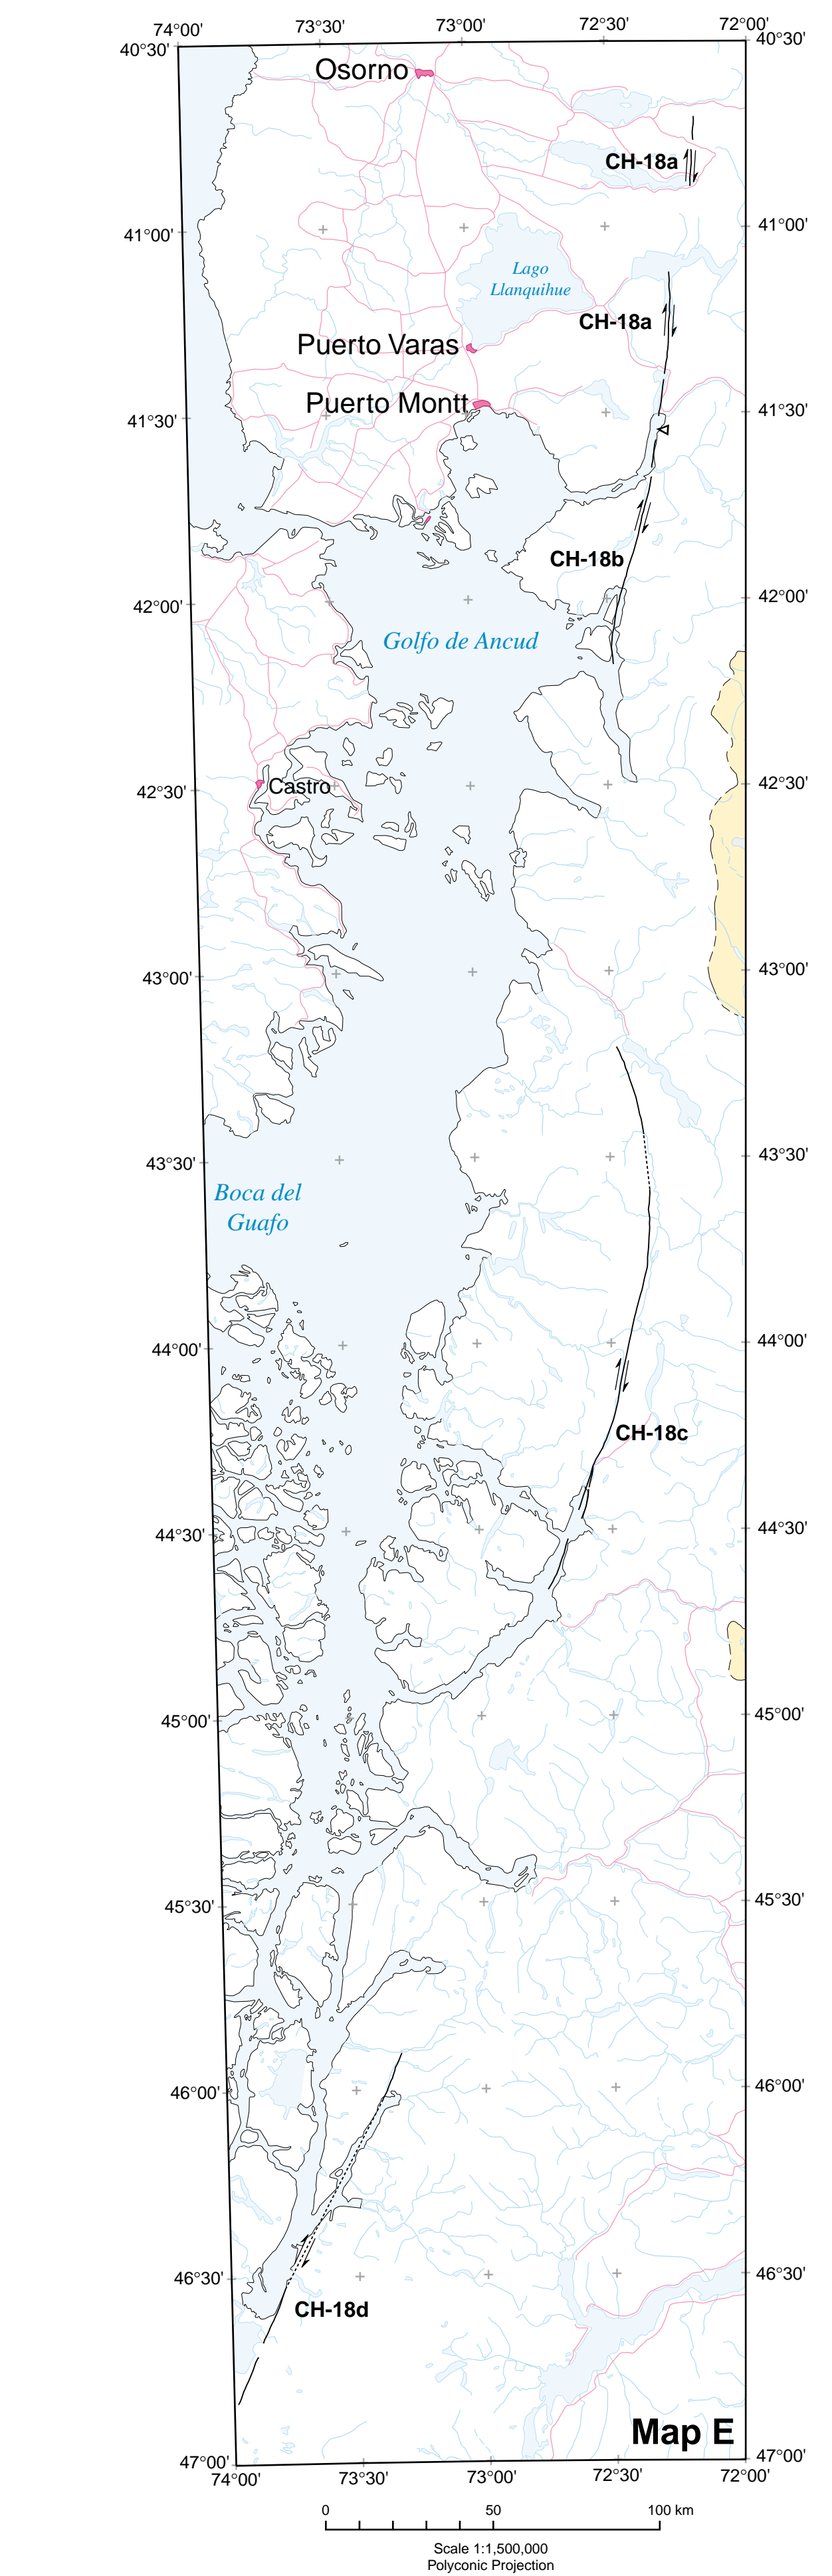 74°00'
73°30'
73°00'
72°30'
72°00'
40°30'
40°30'
Osorno
CH-18a
41°00'
41°00'
Lago
Llanquihue
CH-18a
Puerto Varas
Puerto Montt
41°30'
41°30'
CH-18b
42°00'
42°00'
Golfo de Ancud
42°30'
Castro
42°30'
43°00'
43°00'
43°30'
43°30'
Boca del
Guafo
44°00'
44°00'
CH-18c
44°30'
44°30'
45°00'
45°00'
45°30'
45°30'
46°00'
46°00'
46°30'
46°30'
CH-18d
Map E
47°00'
47°00'
74°00'
73°30'
73°00'
72°30'
72°00'
0
50
100 km
Scale 1:1,500,000
Polyconic Projection